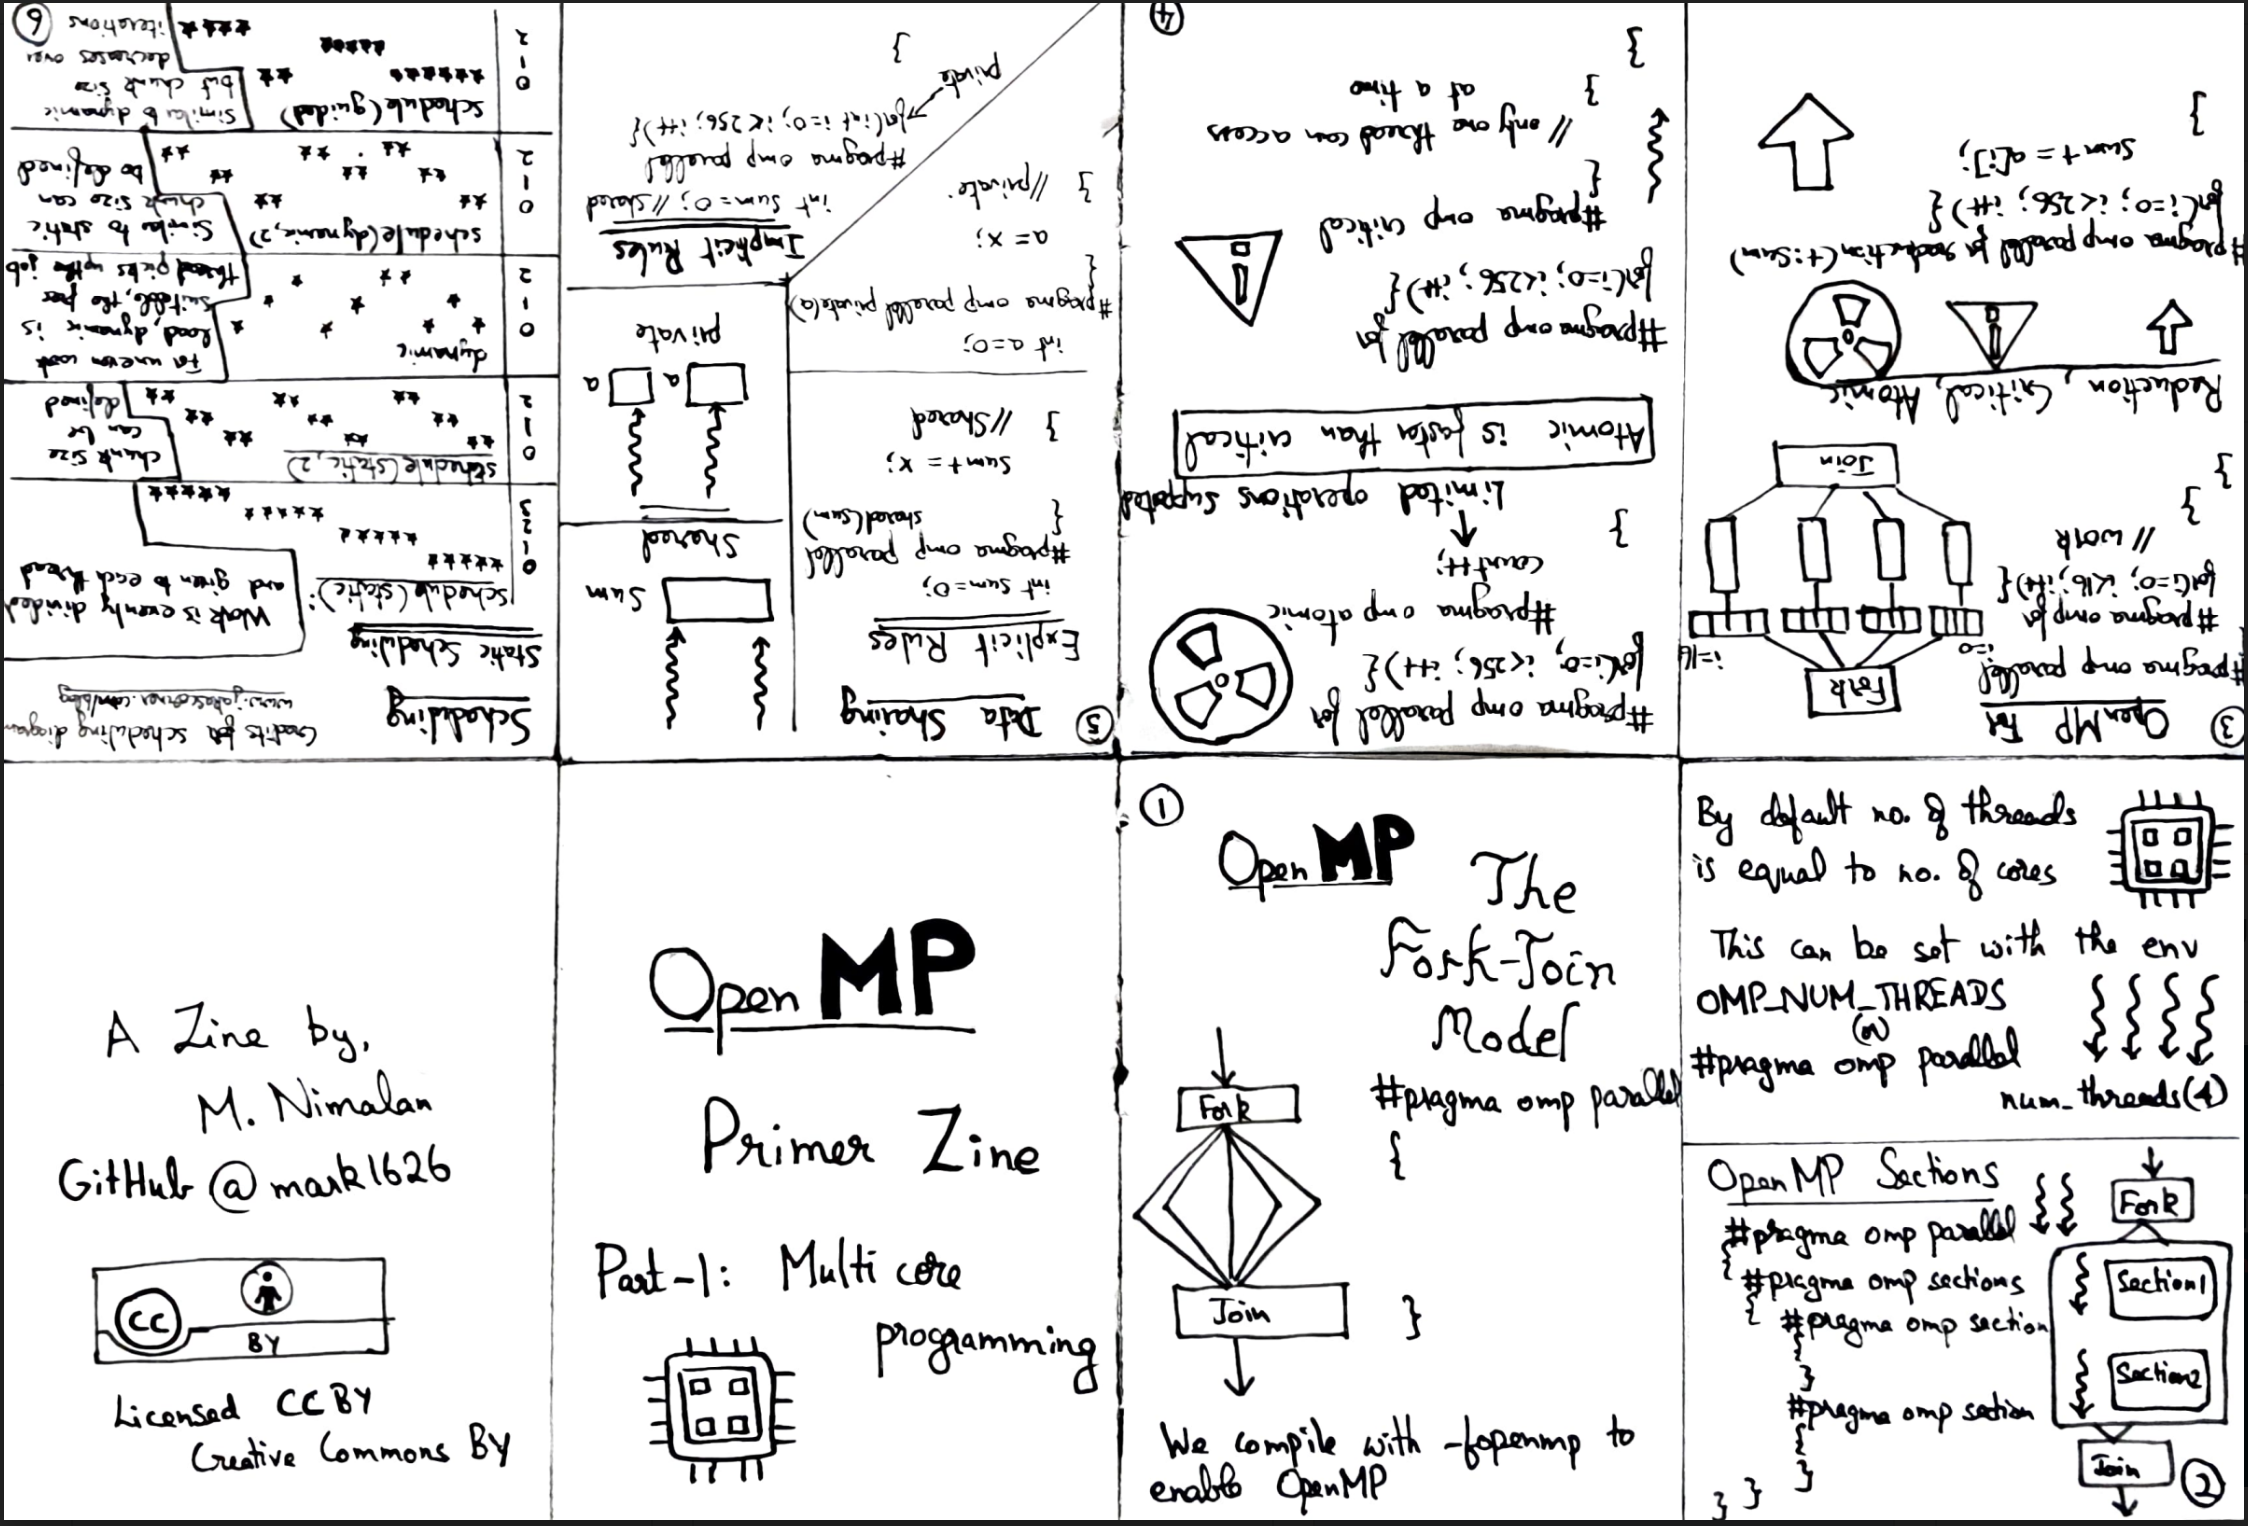 Open MP
Primer Zine
Part-1: Multi core
programming
1
Open MP
The
Fork-Join
Model
#pragma omp parallel
{
}
Fork
Join
We compile with -fopenmp to
enable OpenMP
By default no. of threads
is equal to no. of cores
This can be set with the env
OMP_NUM_THREADS
(or)
#pragma omp parallel
num_threads(4)
OpenMP Sections
#pragma omp parallel
{
#pragma omp sections
{
#pragma omp section
{
}
#pragma omp section
{
}
}
}
Fork
Section1
Section2
Join
2
3
OpenMP For
#pragma omp parallel
{
#pragma omp for
for(i=0; i<16; i++){
// work
}
}
Fork
i=0
i=16
Join
Reduction, Critical, Atomic
#pragma omp parallel for reduction(+:sum)
for(i=0; i<256; i++){
sum += a[i];
}
#pragma omp parallel for
for(i=0; i<256; i++){
#pragma omp atomic
count++;
}
Limited operations supported
Atomic is faster than critical
#pragma omp parallel for
for(i=0; i<256; i++){
#pragma omp critical
{
// only one thread can access
at a time
}
}
4
5
Data Sharing
Explicit Rules
int sum=0;
#pragma omp parallel
shared(sum)
{
sum += x;
} //Shared
int a=0;
#pragma omp parallel private(a)
{
a = x;
} //private
sum
Shared
a
a
private
Implicit Rules
int sum = 0; //shared
#pragma omp parallel
for(int i=0; i<256; i++){
private
}
Scheduling
Credits for scheduling diagram
www.jakascorner.com/blog
Static Scheduling
schedule(static):
0
1
2
3
Work is evenly divided
and given to each thread
schedule(static, 2)
0
1
2
chunk size
can be
defined
dynamic
0
1
2
For uneven work
load, dynamic is
suitable, the free
thread picks up the job
schedule(dynamic, 2)
0
1
2
Similar to static
chunk size can
be defined
schedule(guided)
0
1
2
similar to dynamic
but chunk size
decreases over
iterations
6
A Zine by,
M. Nimalan
GitHub @mark1626
CC
BY
Licensed CC BY
Creative Commons BY